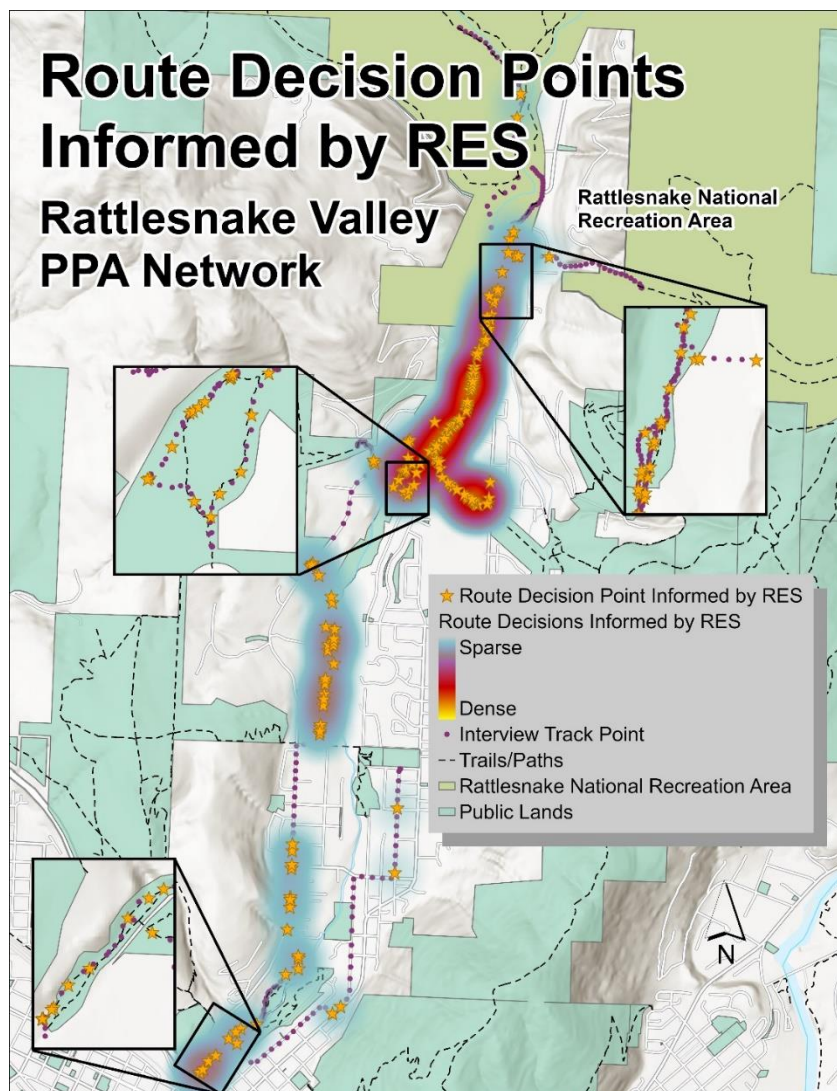 Route Decision Points
Informed by RES
Rattlesnake Valley
PPA Network
Rattlesnake National
Recreation Area
Route Decision Point Informed by RES
Route Decisions Informed by RES
Sparse
Dense
Interview Track Point
Trails/Paths
Rattlesnake National Recreation Area
Public Lands
N